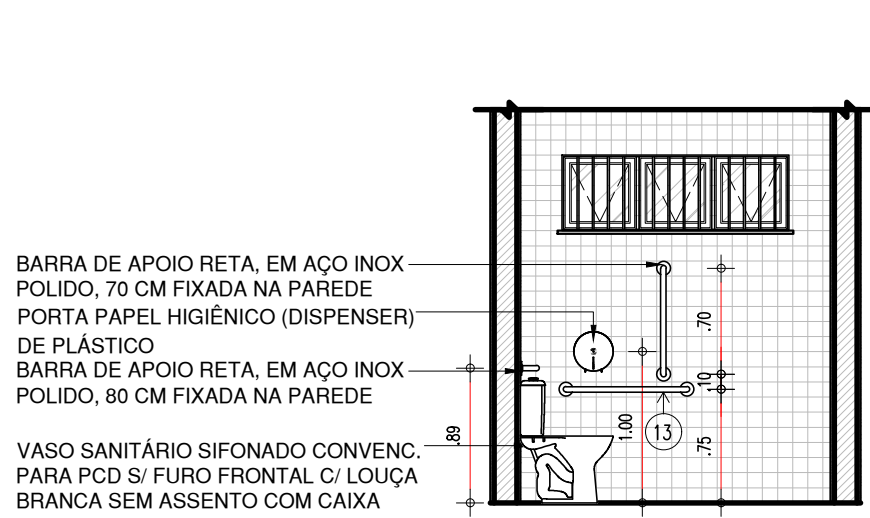 BARRA DE APOIO RETA, EM AÇO INOX
POLIDO, 70 CM FIXADA NA PAREDE
PORTA PAPEL HIGIÊNICO (DISPENSER)
DE PLÁSTICO
BARRA DE APOIO RETA, EM AÇO INOX
POLIDO, 80 CM FIXADA NA PAREDE
VASO SANITÁRIO SIFONADO CONVENC.
PARA PCD S/ FURO FRONTAL C/ LOUÇA
BRANCA SEM ASSENTO COM CAIXA
.89
1.00
13
.70
.10
.75